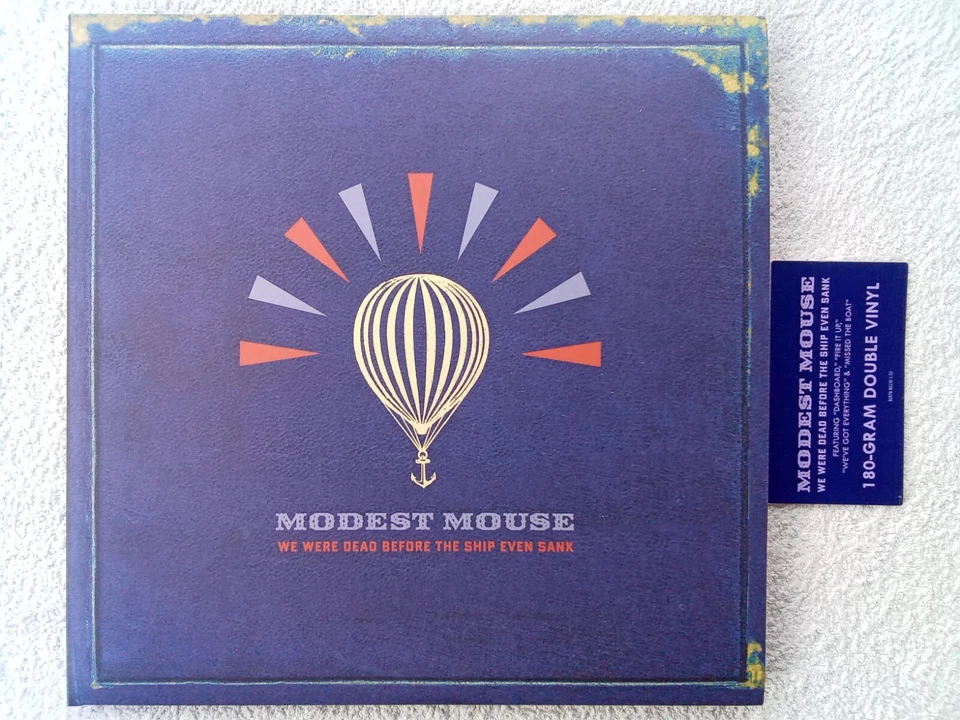 MODEST MOUSE
WE WERE DEAD BEFORE THE SHIP EVEN SANK
MODEST MOUSE
WE WERE DEAD BEFORE THE SHIP EVEN SANK
FEATURING "DASHBOARD," "FIRE IT UP,"
"WE'VE GOT EVERYTHING" & "MISSED THE BOAT"
180-GRAM DOUBLE VINYL